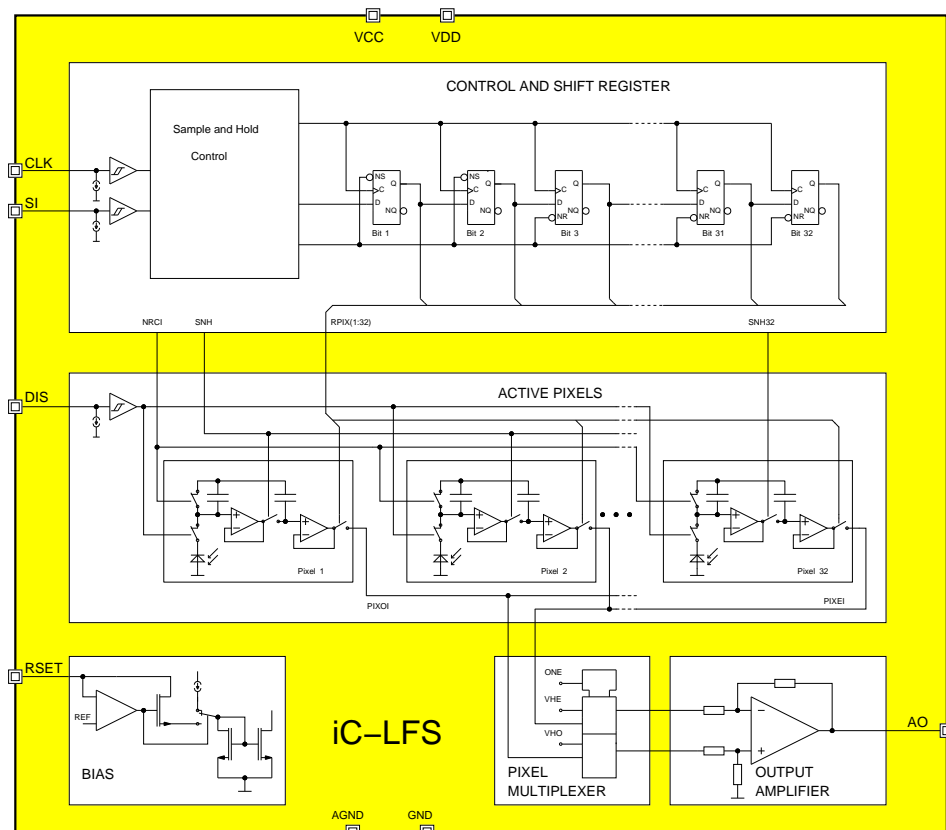 VCC
VDD
CONTROL AND SHIFT REGISTER
Sample and Hold
Control
CLK
SI
NS Q
C
D
NQ
Bit 1
NS Q
C
D
NQ
Bit 2
Q
C
D
NR NQ
Bit 3
Q
C
D
NR NQ
Bit 31
Q
C
D
NR NQ
Bit 32
NRCI
SNH
RPIX(1:32)
SNH32
DIS
ACTIVE PIXELS
Pixel 1
Pixel 2
Pixel 32
PIXOI
PIXEI
RSET
REF
BIAS
iC–LFS
ONE
VHE
VHO
PIXEL
MULTIPLEXER
OUTPUT
AMPLIFIER
AO
AGND
GND